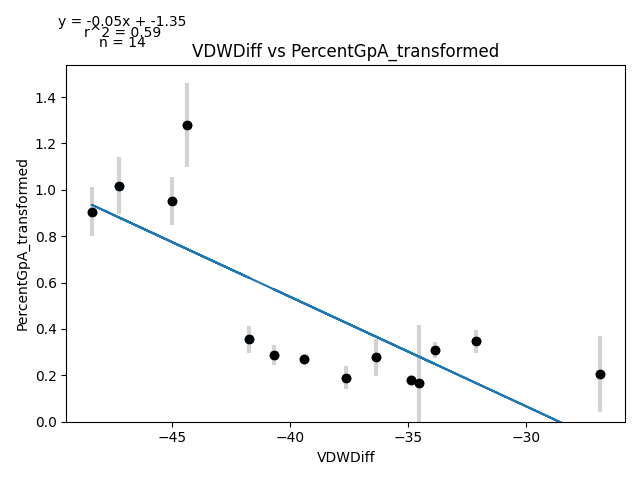 y = -0.05x + -1.35
r^2 = 0.59
n = 14
VDWDiff vs PercentGpA_transformed
PercentGpA_transformed
1.4
1.2
1.0
0.8
0.6
0.4
0.2
0.0
−45
−40
−35
−30
VDWDiff